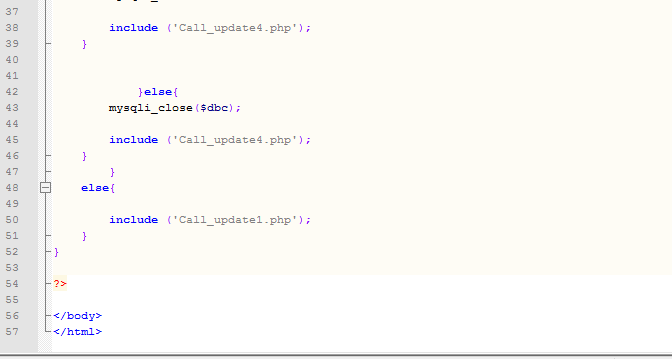 37
38 include ('Call_update4.php');
39 }
40
41
42 }else{
43 mysqli_close($dbc);
44
45 include ('Call_update4.php');
46 }
47 }
48 else{
49
50 include ('Call_update1.php');
51 }
52 }
53
54 ?>
55
56 </body>
57 </html>